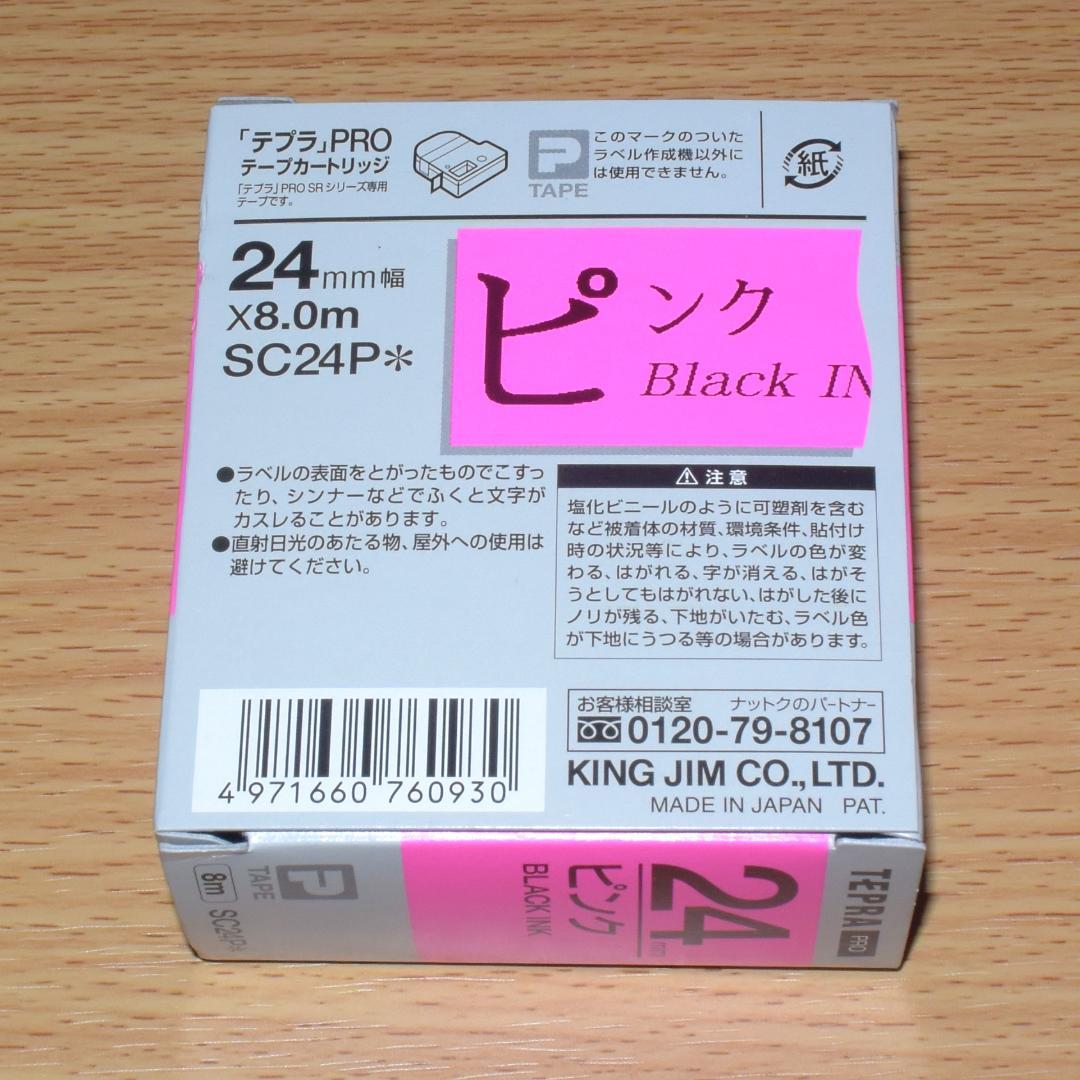 「テプラ」PRO
テープカートリッジ
「テプラ」PRO SRシリーズ専用
テープです。
TAPE
このマークのついた
ラベル作成機以外に
は使用できません。
紙
24mm幅
X8.0m
SC24P＊
ピンク
Black IN
●ラベルの表面をとがったものでこすっ
たり、シンナーなどでふくと文字が
カスレることがあります。
●直射日光のあたる物、屋外への使用は
避けてください。
⚠注意
塩化ビニールのように可塑剤を含む
など被着体の材質、環境条件、貼付け
時の状況等により、ラベルの色が変
わる、はがれる、字が消える、はがそ
うとしてもはがれない、はがした後に
ノリが残る、下地がいたむ、ラベル色
が下地にうつる等の場合があります。
4 971660 760930
お客様相談室 ナットクのパートナー
0120-79-8107
KING JIM CO.,LTD.
MADE IN JAPAN PAT.
TEPRA PRO
24mm
ピンク
BLACK INK
TAPE
8m SC24P＊